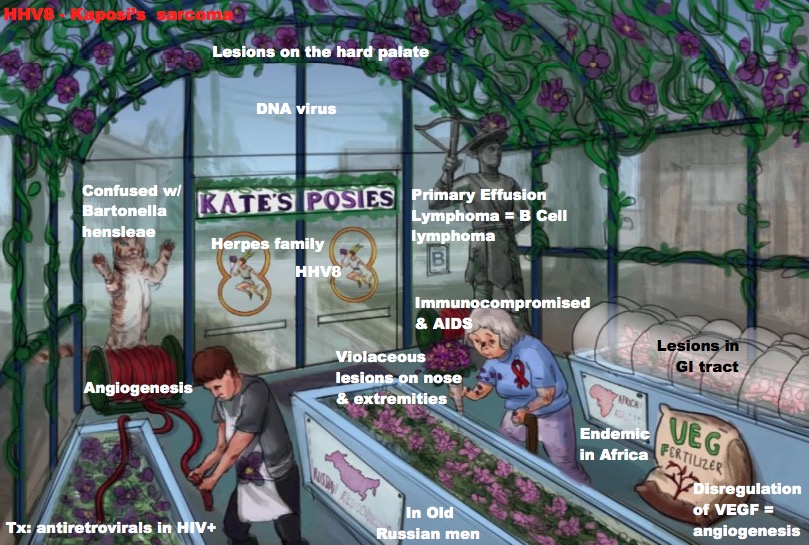 HHV8 - Kaposi's sarcoma
Lesions on the hard palate
DNA virus
Confused w/
Bartonella
hensleae
KATE'S POSIES
Primary Effusion
Lymphoma = B Cell
lymphoma
Herpes family
HHV8
B
Immunocompromised
& AIDS
Violaceous
lesions on nose
& extremities
Angiogenesis
Lesions in
GI tract
AFRICA
Endemic
in Africa
VEG
FERTILIZER
Disregulation
of VEGF =
angiogenesis
RUSSIA
In Old
Russian men
Tx: antiretrovirals in HIV+